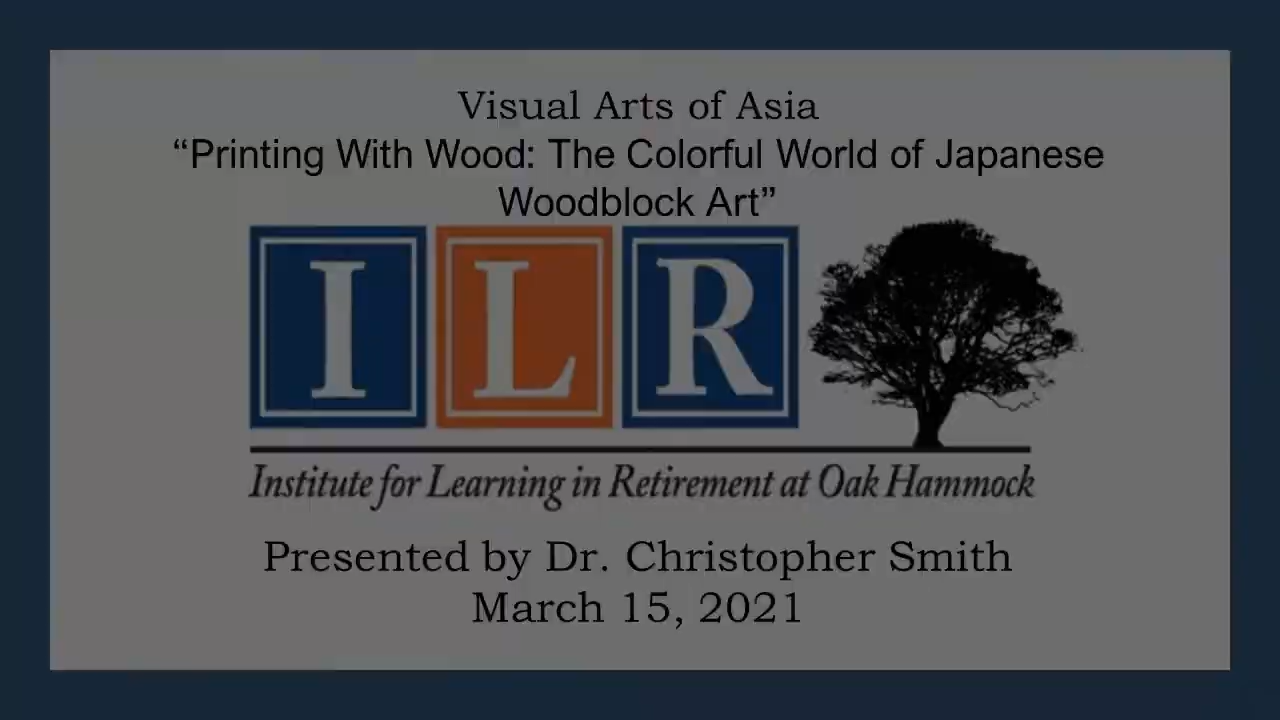 Visual Arts of Asia
“Printing With Wood: The Colorful World of Japanese
Woodblock Art”
ILR
Institute for Learning in Retirement at Oak Hammock
Presented by Dr. Christopher Smith
March 15, 2021